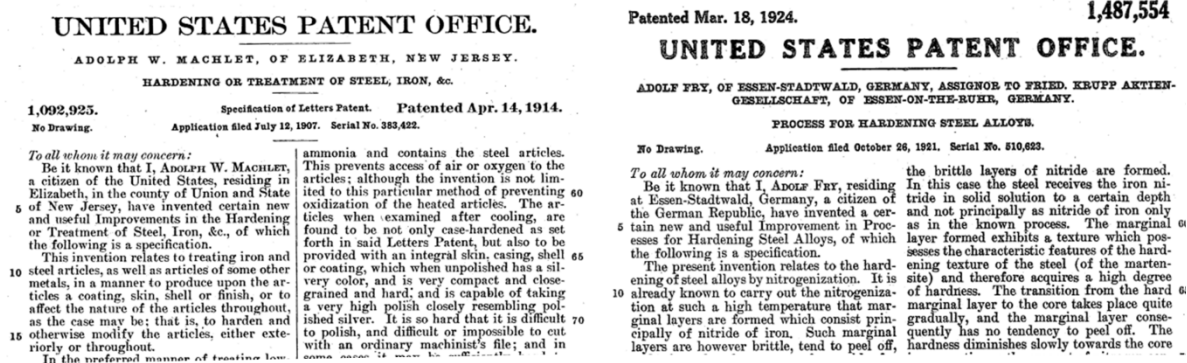 UNITED STATES PATENT OFFICE.
ADOLPH W. MACHLET, OF ELIZABETH, NEW JERSEY.
HARDENING OR TREATMENT OF STEEL, IRON, &c.
1,092,925. Specification of Letters Patent. Patented Apr. 14, 1914.
No Drawing. Application filed July 12, 1907. Serial No. 383,422.
To all whom it may concern:
Be it known that I, ADOLPH W. MACHLET,
a citizen of the United States, residing in
Elizabeth, in the county of Union and State
5 of New Jersey, have invented certain new
and useful Improvements in the Hardening
or Treatment of Steel, Iron, &c., of which
the following is a specification.
This invention relates to treating iron and
10 steel articles, as well as articles of some other
metals, in a manner to produce upon the ar-
ticles a coating, skin, shell or finish, or to
affect the nature of the articles throughout,
as the case may be; that is, to harden and
15 otherwise modify the articles, either exte-
riorly or throughout.
In the preferred manner of treating low
ammonia and contains the steel articles.
This prevents access of air or oxygen to the
articles; although the invention is not lim-
ited to this particular method of preventing 60
oxidization of the heated articles. The ar-
ticles when examined after cooling, are
found to be not only case-hardened as set
forth in said Letters Patent, but also to be
provided with an integral skin, casing, shell 65
or coating, which when unpolished has a sil-
very color, and is very compact and close-
grained and hard; and is capable of taking
a very high polish closely resembling pol-
ished silver. It is so hard that it is difficult 70
to polish, and difficult or impossible to cut
with an ordinary machinist's file; and in
some cases it may be sufficiently
Patented Mar. 18, 1924. 1,487,554
UNITED STATES PATENT OFFICE.
ADOLF FRY, OF ESSEN-STADTWALD, GERMANY, ASSIGNOR TO FRIED. KRUPP AKTIEN-
GESELLSCHAFT, OF ESSEN-ON-THE-RUHR, GERMANY.
PROCESS FOR HARDENING STEEL ALLOYS.
No Drawing. Application filed October 26, 1921. Serial No. 510,623.
To all whom it may concern:
Be it known that I, ADOLF FRY, residing
at Essen-Stadtwald, Germany, a citizen of
the German Republic, have invented a cer-
5 tain new and useful Improvement in Proc-
esses for Hardening Steel Alloys, of which
the following is a specification.
The present invention relates to the hard-
ening of steel alloys by nitrogenization. It is
10 already known to carry out the nitrogeniza-
tion at such a high temperature that mar-
ginal layers are formed which consist prin-
cipally of nitride of iron. Such marginal
layers are however brittle, tend to peel off,
the brittle layers of nitride are formed.
In this case the steel receives the iron ni-
tride in solid solution to a certain depth
and not principally as nitride of iron only
as in the known process. The marginal
layer formed exhibits a texture which pos-
sesses the characteristic features of the hard-
ening texture of the steel (of the marten-
site) and therefore acquires a high degree
of hardness. The transition from the hard
marginal layer to the core takes place quite
gradually, and the marginal layer conse-
quently has no tendency to peel off. The
hardness diminishes slowly towards the core